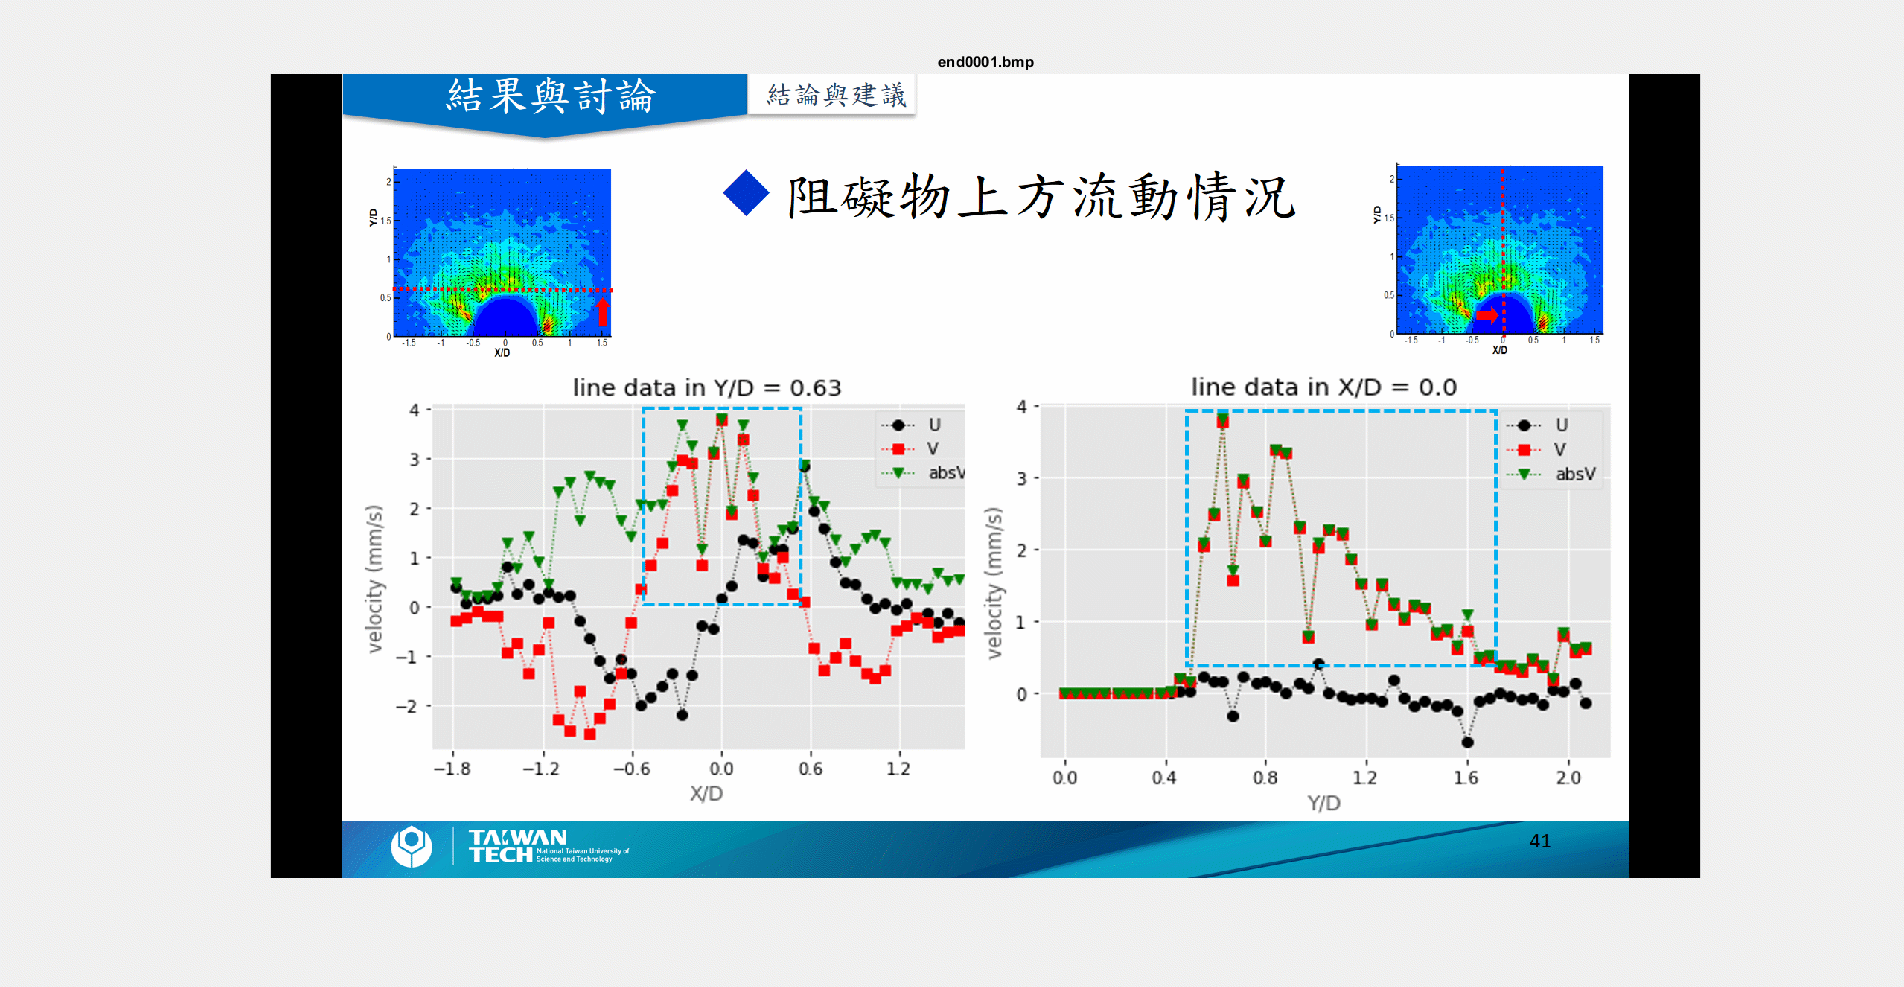 end0001.bmp
結果與討論
結論與建議
阻礙物上方流動情況
2
1.5
1
0.5
0
Y/D
-1.5 -1 -0.5 0 0.5 1 1.5
X/D
2
1.5
1
0.5
0
Y/D
-1.5 -1 -0.5 0 0.5 1 1.5
X/D
line data in Y/D = 0.63
4
3
2
1
0
−1
−2
velocity (mm/s)
U
V
absV
−1.8 −1.2 −0.6 0.0 0.6 1.2
X/D
line data in X/D = 0.0
4
3
2
1
0
velocity (mm/s)
U
V
absV
0.0 0.4 0.8 1.2 1.6 2.0
Y/D
TAIWAN
TECH
National Taiwan University of
Science and Technology
41